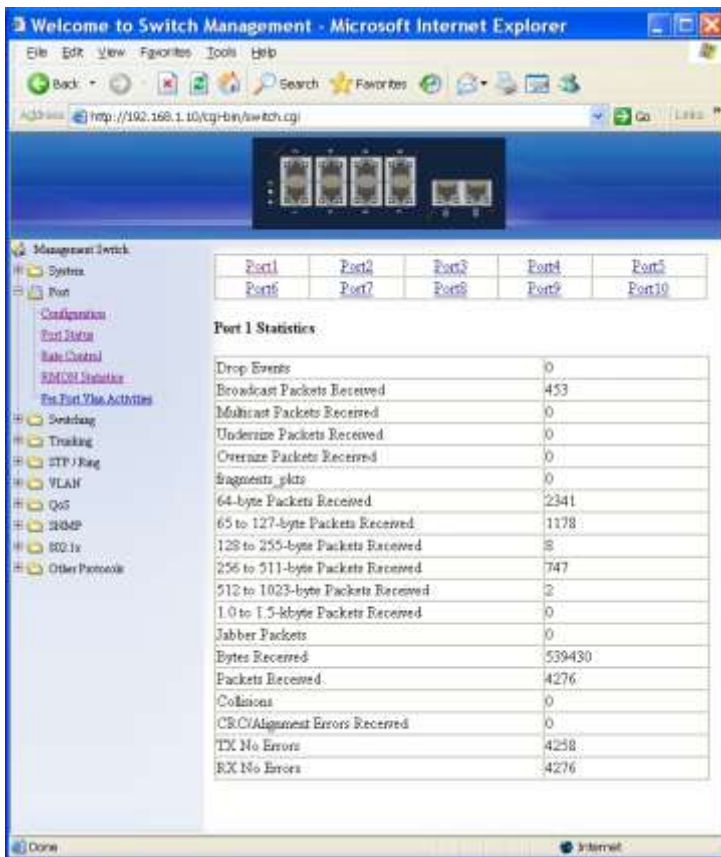 Welcome to Switch Management - Microsoft Internet Explorer
File Edit View Favorites Tools Help
Back Search Favorites
Address http://192.168.1.10/cgi-bin/switch.cgi Go Links
Management Switch
System
Port
Configuration
Port Status
Rate Control
RMON Statistics
Per Port Vlan Activities
Switching
Trunking
STP / Ring
VLAN
QoS
SNMP
802.1x
Other Protocols
Port1 Port2 Port3 Port4 Port5
Port6 Port7 Port8 Port9 Port10
Port 1 Statistics
Drop Events 0
Broadcast Packets Received 453
Multicast Packets Received 0
Undersize Packets Received 0
Oversize Packets Received 0
fragments_pkts 0
64-byte Packets Received 2341
65 to 127-byte Packets Received 1178
128 to 255-byte Packets Received 8
256 to 511-byte Packets Received 747
512 to 1023-byte Packets Received 2
1.0 to 1.5-kbyte Packets Received 0
Jabber Packets 0
Bytes Received 539430
Packets Received 4276
Collisions 0
CRC/Alignment Errors Received 0
TX No Errors 4258
RX No Errors 4276
Done Internet